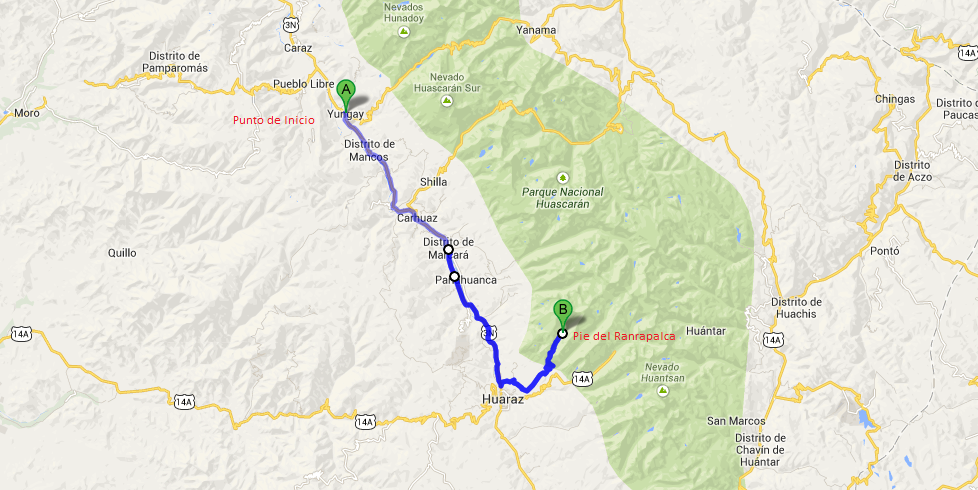 Nevados
Hunadoy
3N
Caraz
Yanama
14A
Distrito de
Pamparomás
Nevado
Huascarán Sur
Pueblo Libre
A
Chingas
Moro
Yungay
Punto de Inicio
Distrito de
Paucas
Distrito de
Mancos
Distrito
de Aczo
Shilla
Parque Nacional
Huascarán
Carhuaz
Distrito de
Quillo
Pontó
Distrito de
Huachis
B
14A
3N
Pie del Ranrapalca
Huántar
14A
Nevado
Huantsan
14A
14A
Huaraz
14A
San Marcos
Distrito de
Chavin de
Huántar